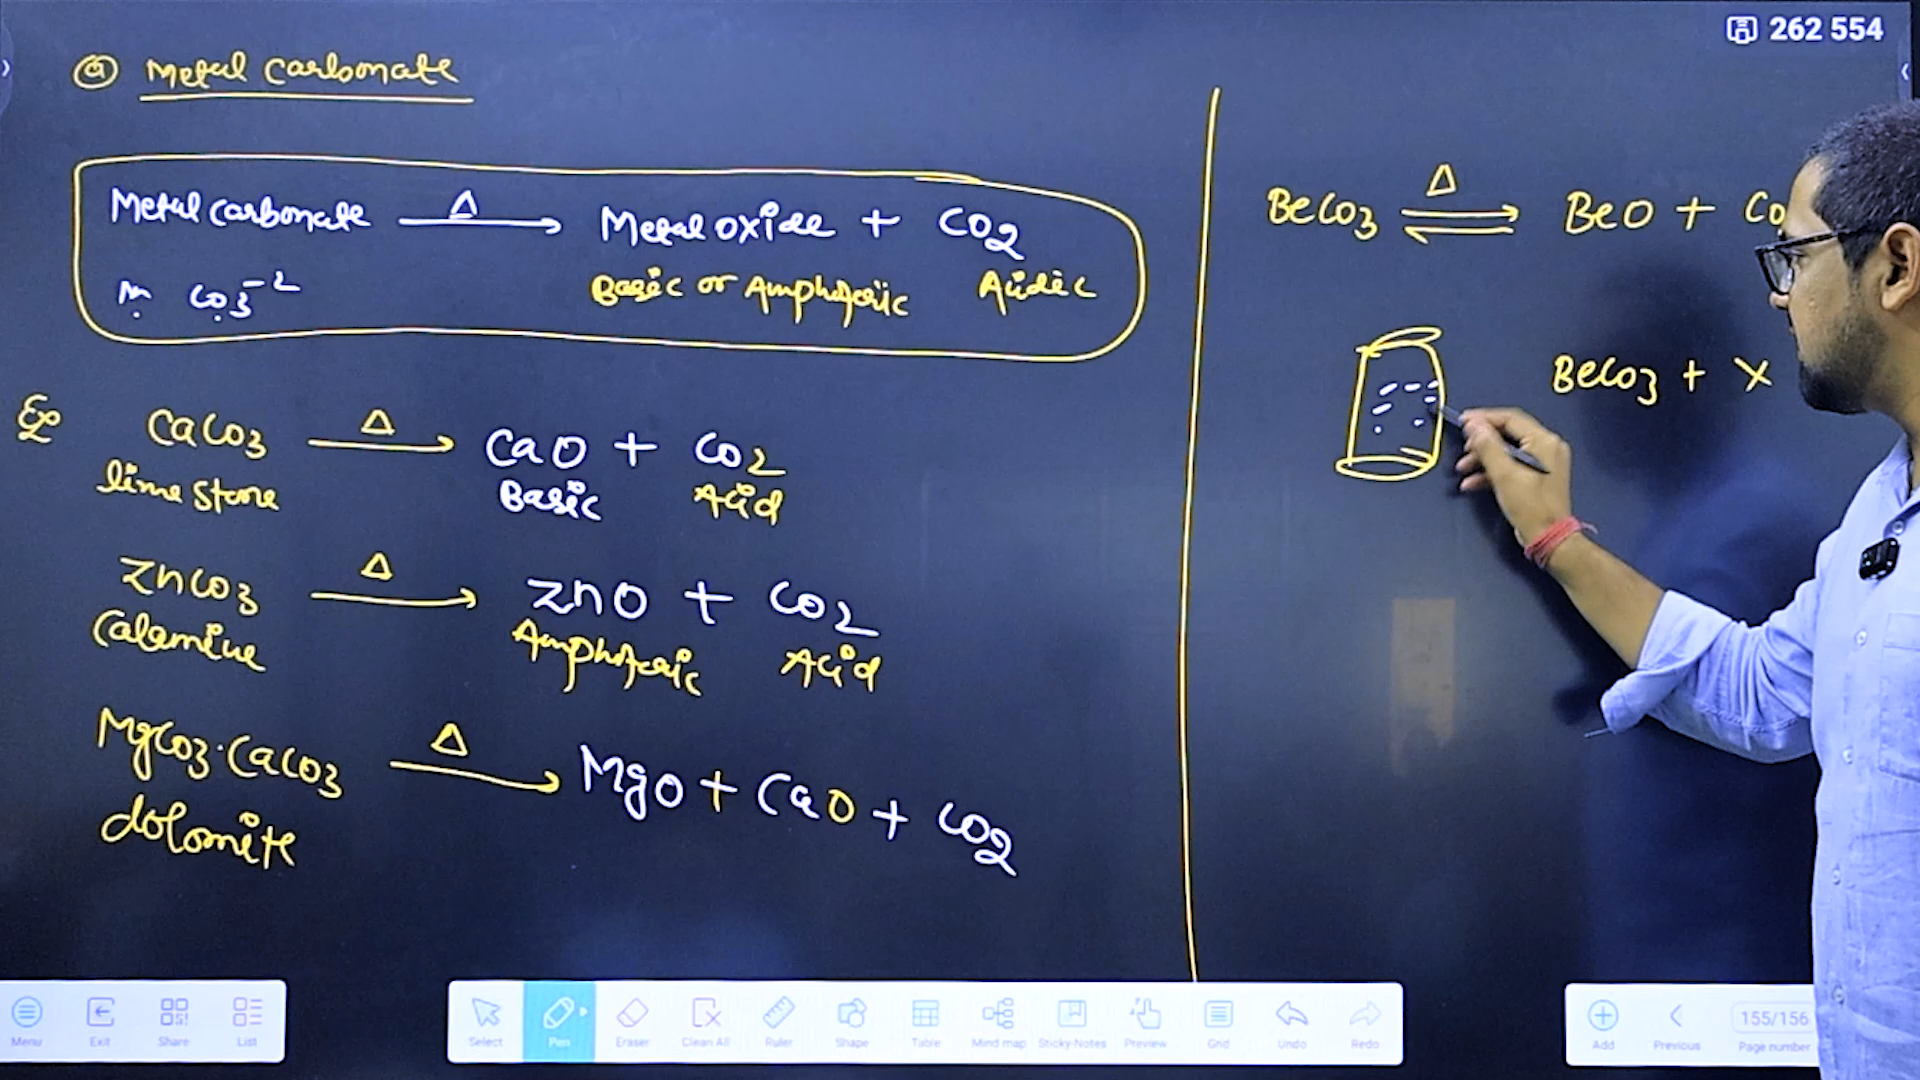 262 554
(a) Metal Carbonate
Metal carbonate —Δ→ Metal oxide + CO2
M CO3^-2 Basic or Amphoteric Acidic
Ex CaCO3 —Δ→ CaO + CO2
lime stone Basic Acid
ZnCO3 —Δ→ ZnO + CO2
Calamine Amphoteric Acid
MgCO3·CaCO3 —Δ→ MgO + CaO + CO2
dolomite
BeCO3 ⇌ Δ BeO + CO
BeCO3 + X
Menu Exit Share List
Select Pen Eraser Clean All Ruler Shape Table Mind map Sticky-Notes Preview Grid Undo Redo
Add Previous 155/156 Page number